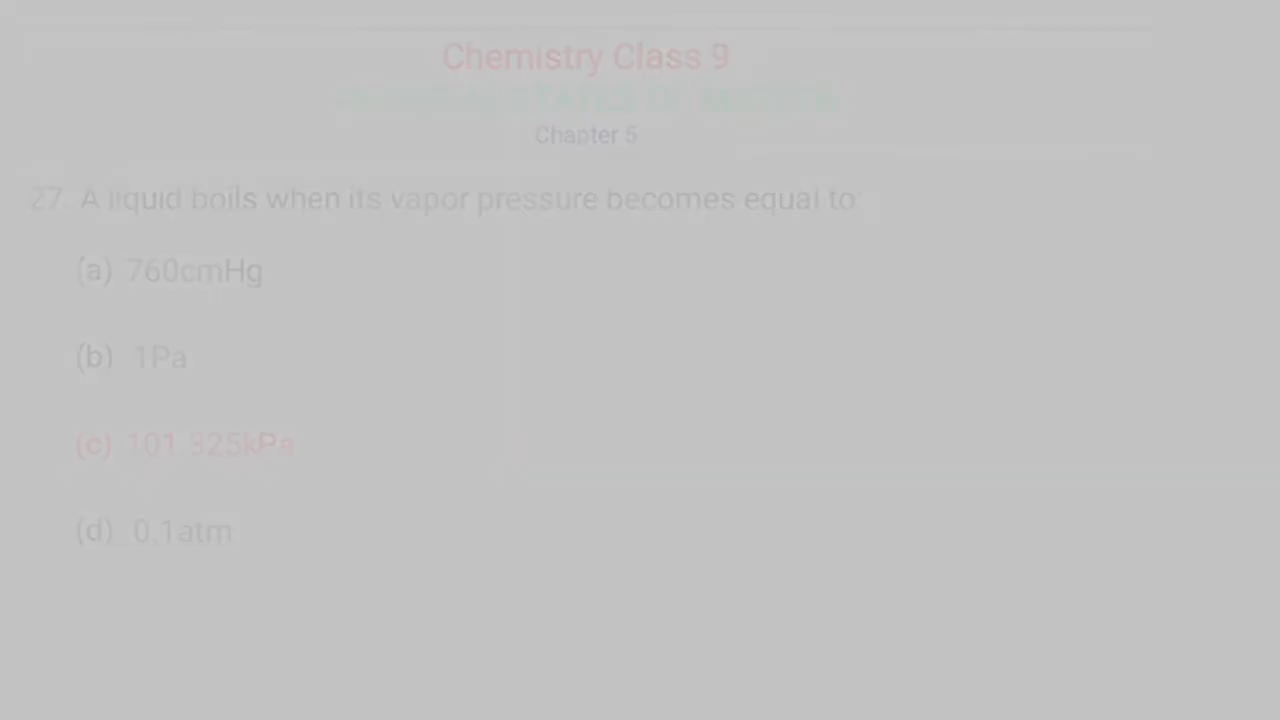 Chemistry Class 9
Chapter 5
27. A liquid boils when its vapor pressure becomes equal to
(a) 760cmHg
(b) 1Pa
(c) 101.325kPa
(d) 0.1atm